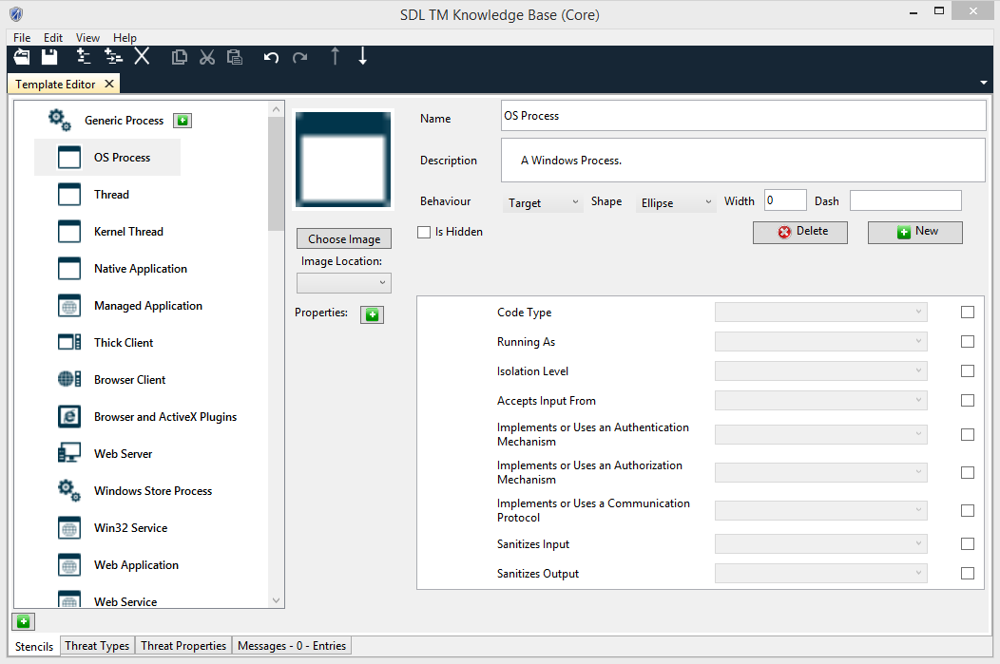 SDL TM Knowledge Base (Core)
File Edit View Help
Template Editor
Generic Process
OS Process
Thread
Kernel Thread
Native Application
Managed Application
Thick Client
Browser Client
Browser and ActiveX Plugins
Web Server
Windows Store Process
Win32 Service
Web Application
Web Service
Choose Image
Image Location:
Properties:
Name OS Process
Description A Windows Process.
Behaviour Target Shape Ellipse Width 0 Dash
Is Hidden
Delete New
Code Type
Running As
Isolation Level
Accepts Input From
Implements or Uses an Authentication
Mechanism
Implements or Uses an Authorization
Mechanism
Implements or Uses a Communication
Protocol
Sanitizes Input
Sanitizes Output
Stencils Threat Types Threat Properties Messages - 0 - Entries